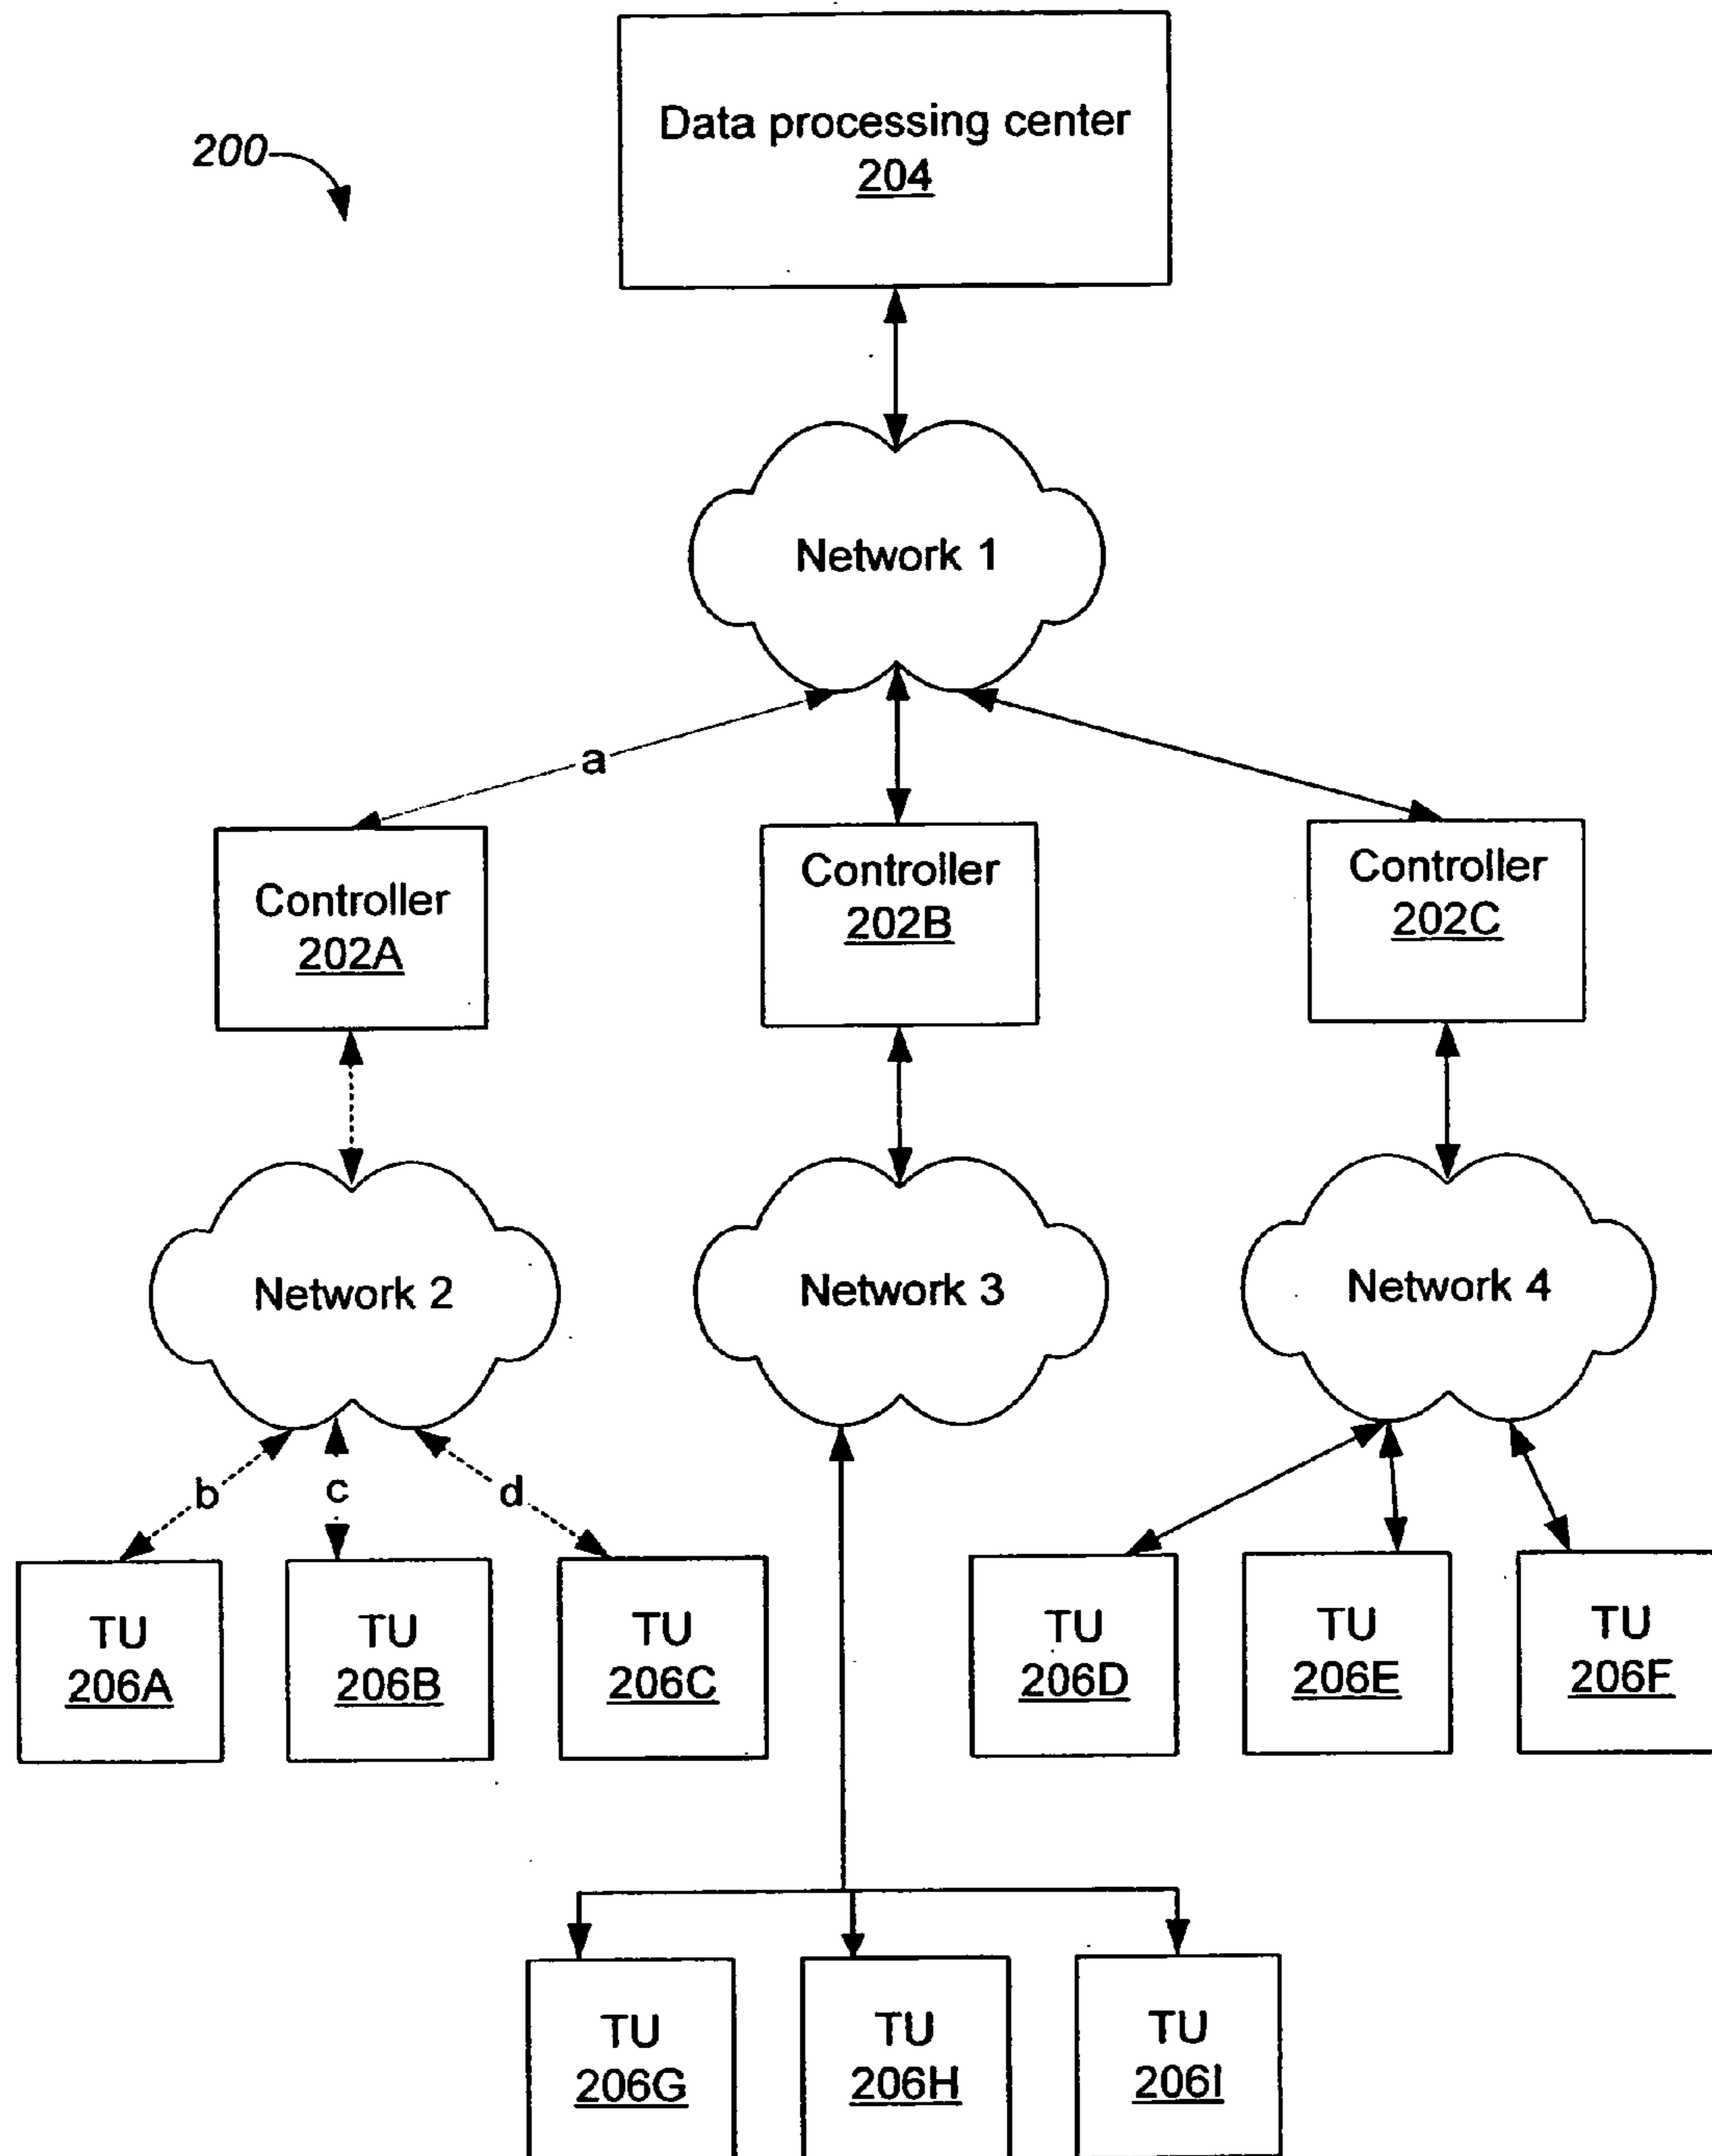 Data processing center
204
200
Network 1
a
Controller
202A
Controller
202B
Controller
202C
Network 2
Network 3
Network 4
b
c
d
TU
206A
TU
206B
TU
206C
TU
206D
TU
206E
TU
206F
TU
206G
TU
206H
TU
206I